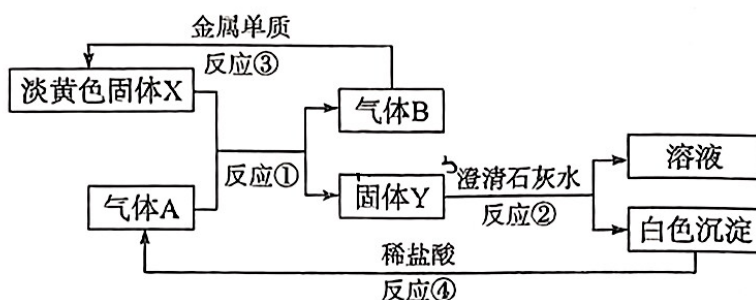 金属单质
反应③
淡黄色固体X
气体B
反应①
气体A
固体Y
澄清石灰水
反应②
溶液
白色沉淀
稀盐酸
反应④